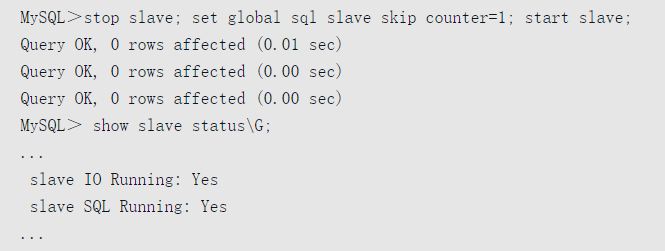 MySQL＞stop slave; set global sql slave skip counter=1; start slave;
Query OK, 0 rows affected (0.01 sec)
Query OK, 0 rows affected (0.00 sec)
Query OK, 0 rows affected (0.00 sec)
MySQL＞ show slave status\G;
...
slave IO Running: Yes
slave SQL Running: Yes
...